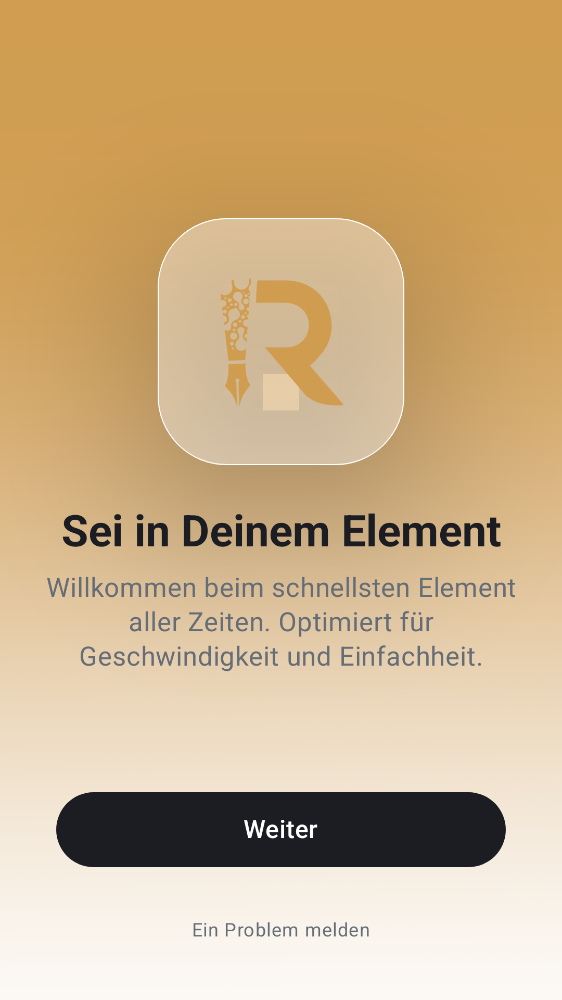 R
Sei in Deinem Element
Willkommen beim schnellsten Element
aller Zeiten. Optimiert für
Geschwindigkeit und Einfachheit.
Weiter
Ein Problem melden